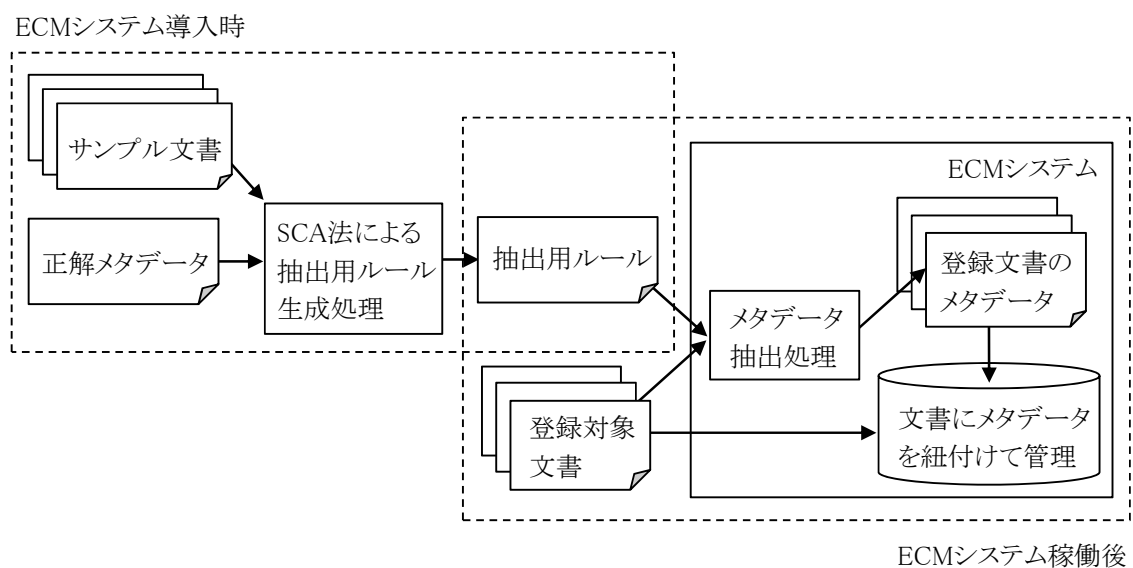 ECMシステム導入時
サンプル文書
正解メタデータ
SCA法による
抽出用ルール
生成処理
抽出用ルール
ECMシステム
メタデータ
抽出処理
登録文書の
メタデータ
登録対象
文書
文書にメタデータ
を紐付けて管理
ECMシステム稼働後